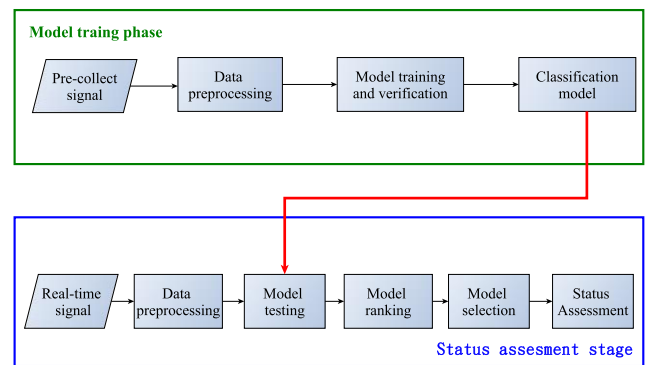 Model traing phase
Pre-collect
signal
Data
preprocessing
Model training
and verification
Classification
model
Real-time
signal
Data
preprocessing
Model
testing
Model
ranking
Model
selection
Status
Assessment
Status assesment stage